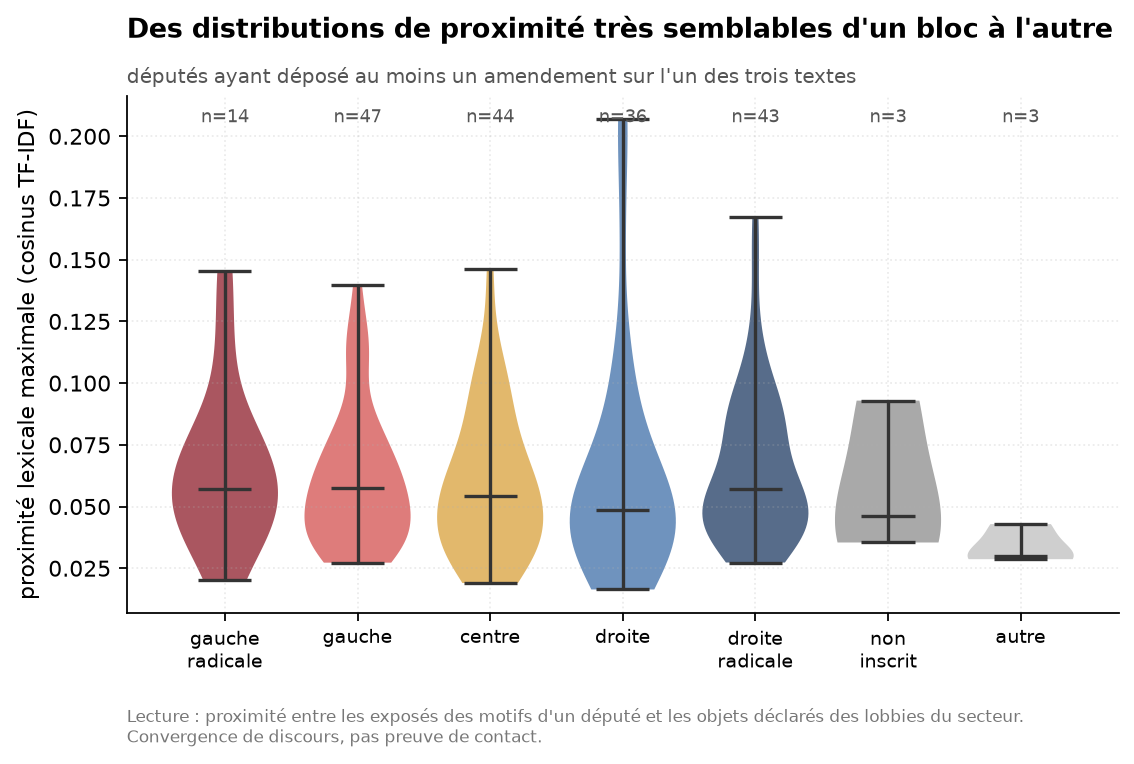 Des distributions de proximité très semblables d'un bloc à l'autre
députés ayant déposé au moins un amendement sur l'un des trois textes
n=14 n=47 n=44 n=36 n=43 n=3 n=3
proximité lexicale maximale (cosinus TF-IDF)
0.200
0.175
0.150
0.125
0.100
0.075
0.050
0.025
gauche radicale
gauche
centre
droite
droite radicale
non inscrit
autre
Lecture : proximité entre les exposés des motifs d'un député et les objets déclarés des lobbies du secteur.
Convergence de discours, pas preuve de contact.